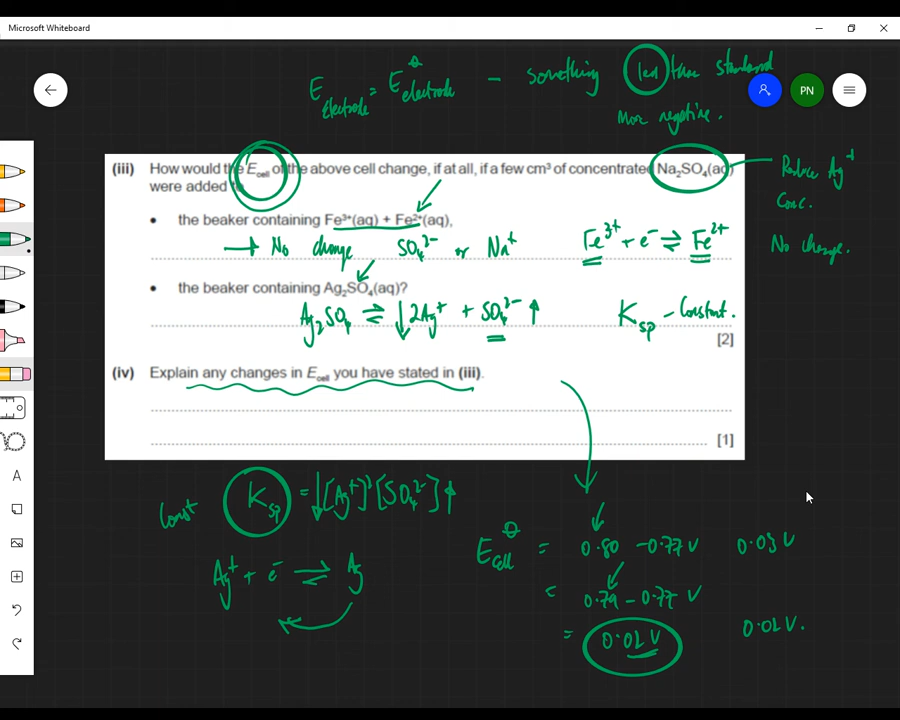 Microsoft Whiteboard
E electrode = E⊖ electrode - something less than standard
More negative.
PN
(iii) How would the E cell of the above cell change, if at all, if a few cm³ of concentrated Na₂SO₄(aq)
were added to
Reduce Ag⁺
Conc.
No change.
• the beaker containing Fe³⁺(aq) + Fe²⁺(aq),
→ No change SO₄²⁻ or Na⁺ Fe³⁺ + e⁻ ⇌ Fe²⁺
• the beaker containing Ag₂SO₄(aq)?
Ag₂SO₄ ⇌ ↓ 2Ag⁺ + SO₄²⁻ ↑ Ksp - Constant.
[2]
(iv) Explain any changes in E cell you have stated in (iii).
[1]
Const Ksp = ↓[Ag⁺]²[SO₄²⁻]↑
Ag⁺ + e⁻ ⇌ Ag
E⊖ cell = 0.80 - 0.77 V 0.03 V
= 0.79 - 0.77 V
= 0.02 V 0.02 V.
A